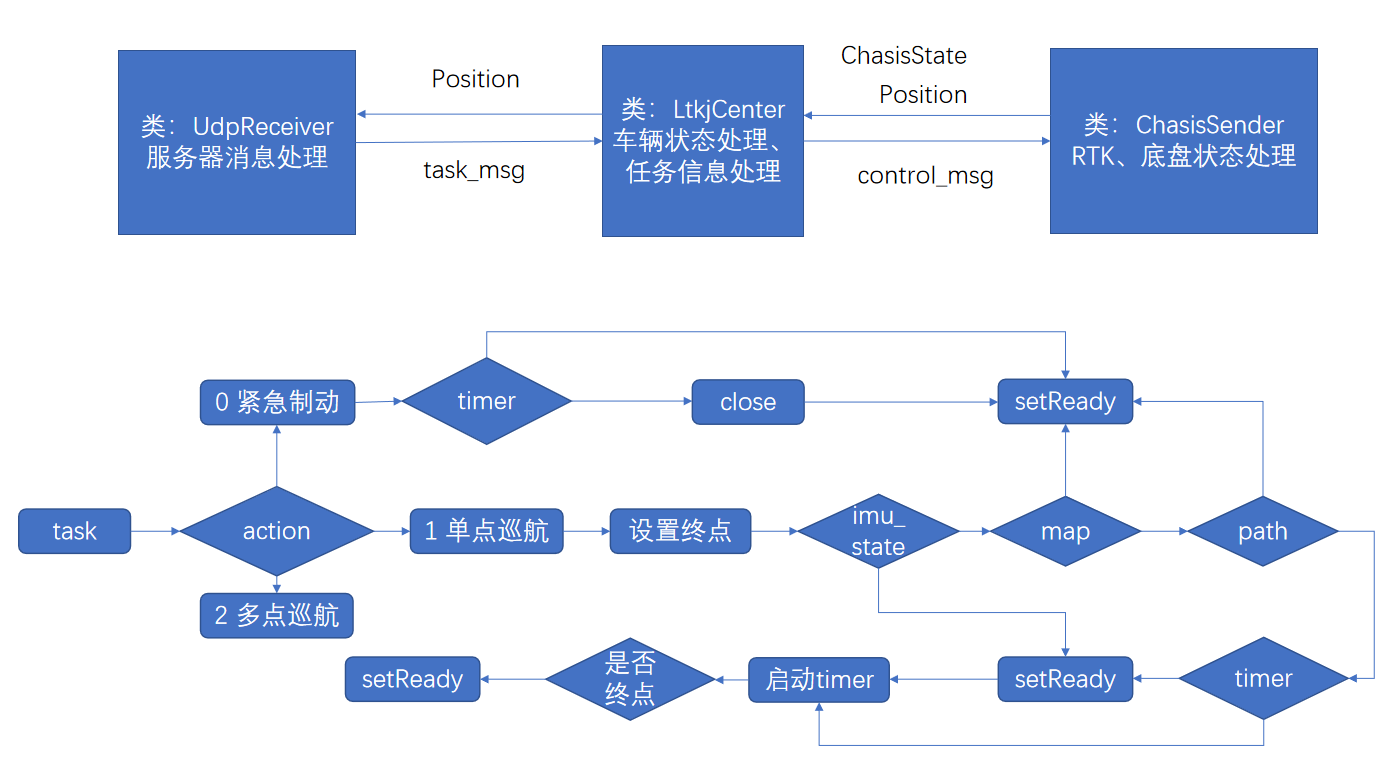 Position
ChasisState
Position
类：UdpReceiver
服务器消息处理
类：LtkjCenter
车辆状态处理、
任务信息处理
类：ChasisSender
RTK、底盘状态处理
task_msg
control_msg
0 紧急制动
timer
close
setReady
task
action
1 单点巡航
设置终点
imu_
state
map
path
2 多点巡航
setReady
是否
终点
启动timer
setReady
timer